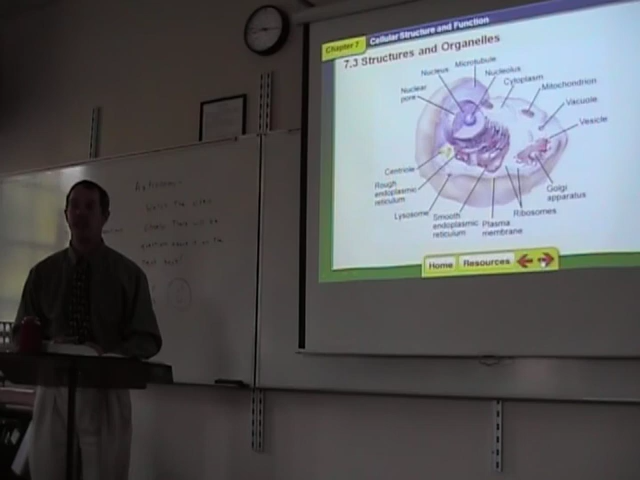 Chapter 7
Cellular Structure and Function
7.3 Structures and Organelles
Microtubule
Nucleus
Nucleolus
Cytoplasm
Nuclear
pore
Mitochondrion
Vacuole
Vesicle
Centriole
Rough
endoplasmic
reticulum
Lysosome
Smooth
endoplasmic
reticulum
Plasma
membrane
Ribosomes
Golgi
apparatus
Home
Resources